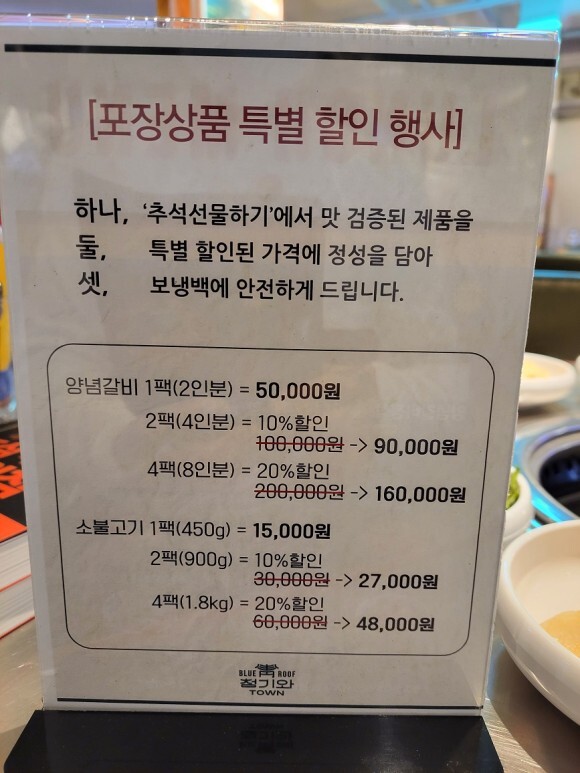 [포장상품 특별 할인 행사]
하나, '추석선물하기'에서 맛 검증된 제품을
둘, 특별 할인된 가격에 정성을 담아
셋, 보냉백에 안전하게 드립니다.
양념갈비 1팩(2인분) = 50,000원
2팩(4인분) = 10%할인
100,000원 -> 90,000원
4팩(8인분) = 20%할인
200,000원 -> 160,000원
소불고기 1팩(450g) = 15,000원
2팩(900g) = 10%할인
30,000원 -> 27,000원
4팩(1.8kg) = 20%할인
60,000원 -> 48,000원
BLUE 靑 ROOF
청기와
TOWN